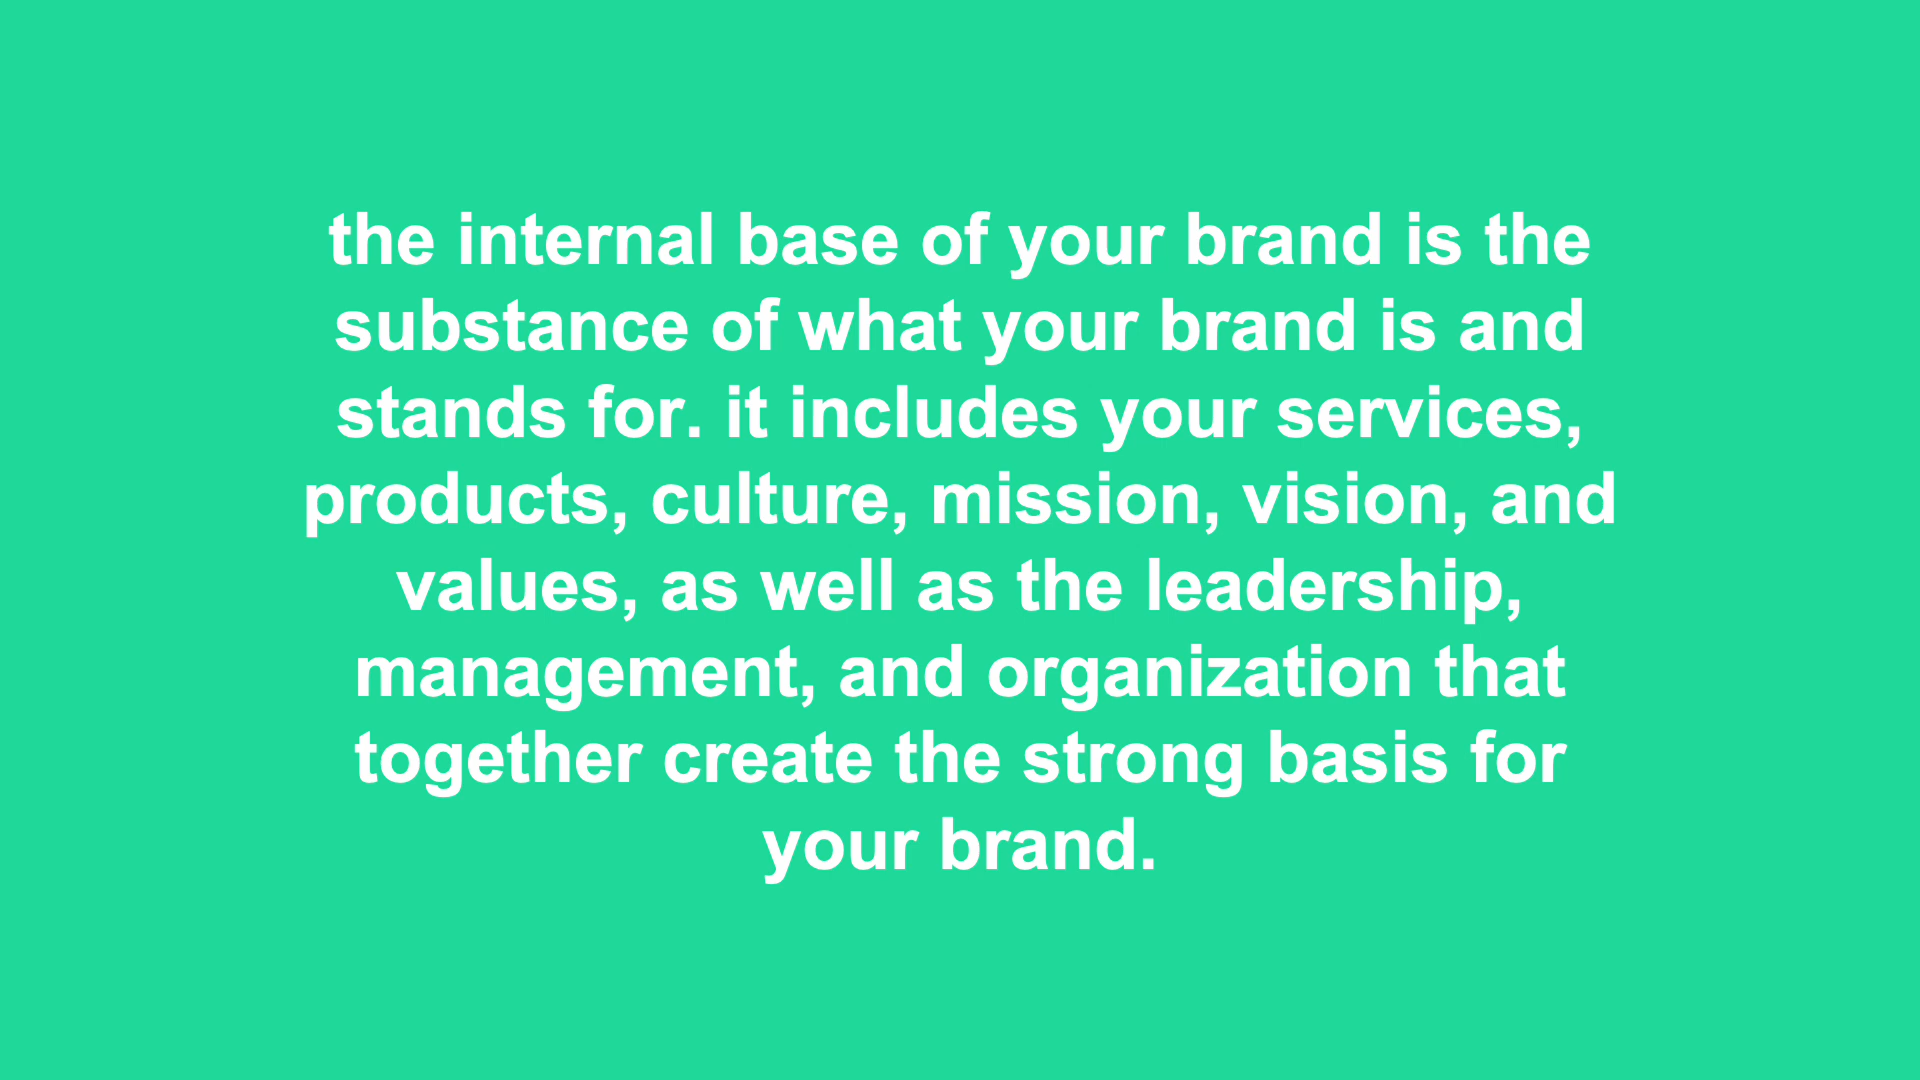 the internal base of your brand is the
substance of what your brand is and
stands for. it includes your services,
products, culture, mission, vision, and
values, as well as the leadership,
management, and organization that
together create the strong basis for
your brand.